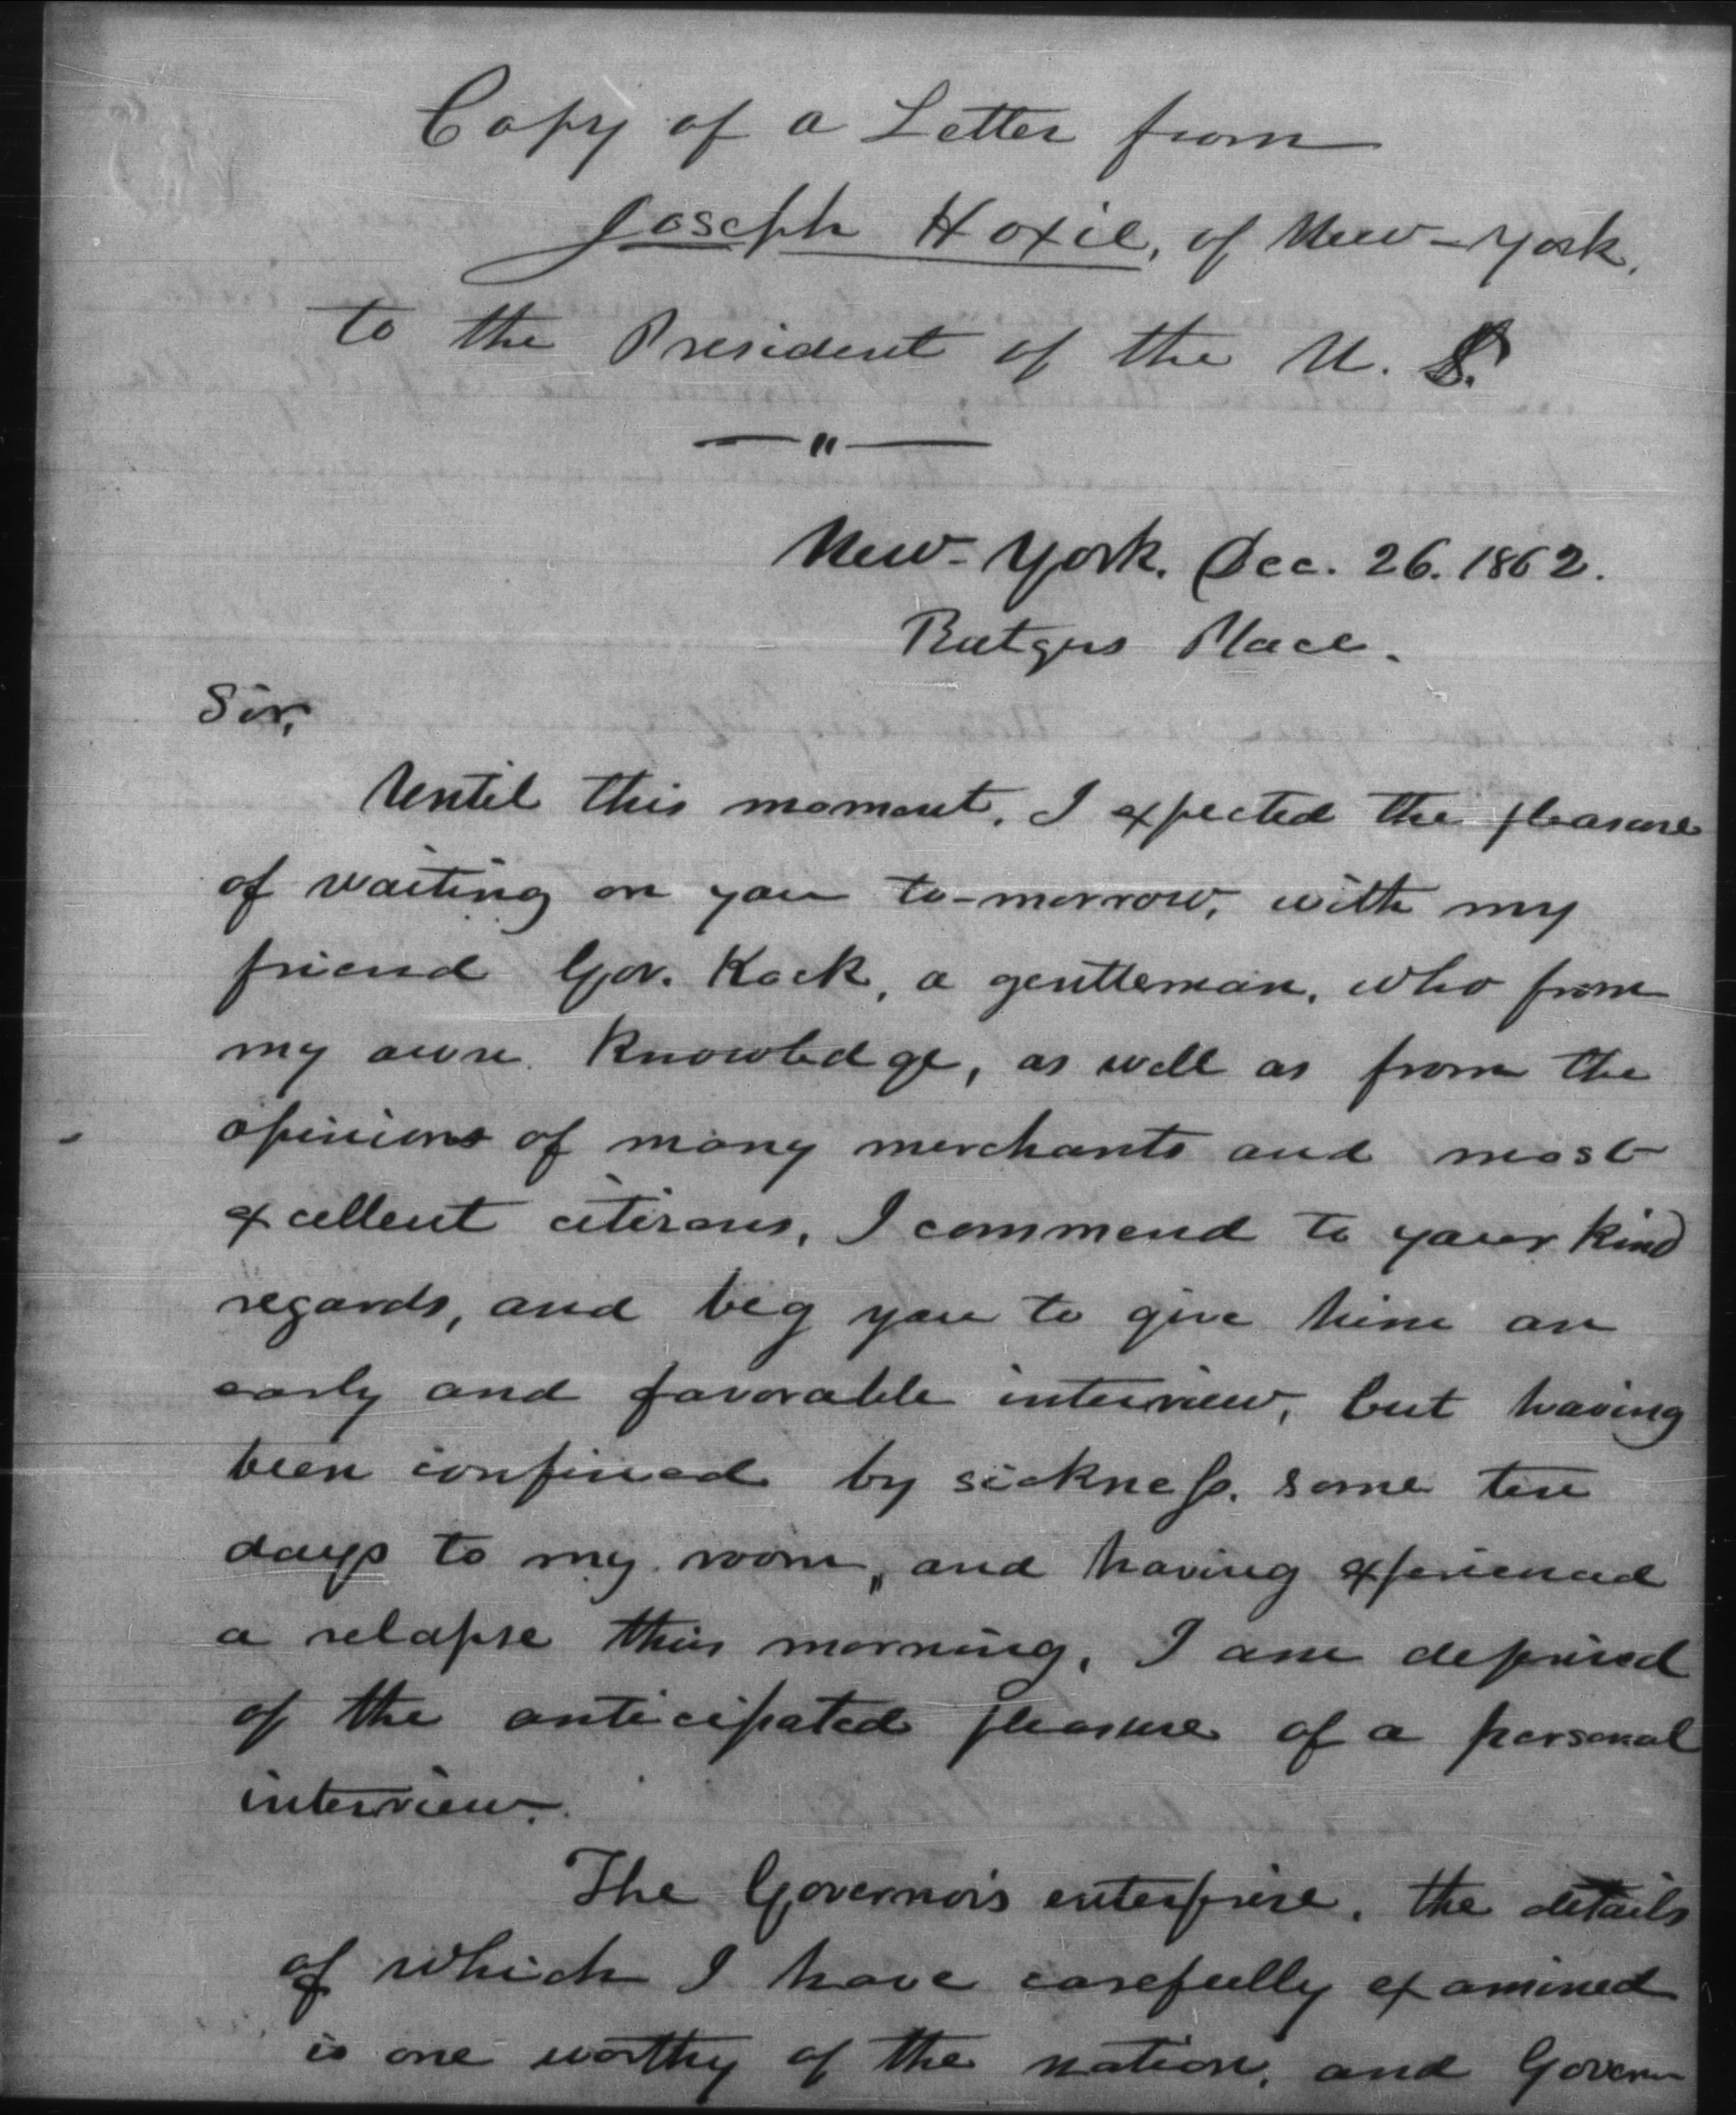 Copy of a Letter from
Joseph Hoxie, of New-York,
to the President of the U. S.
New-York. Dec. 26. 1862.
Rutgers Place.
Sir,
Until this moment, I expected the pleasure
of waiting on you to-morrow, with my
friend Gov. Kock, a gentleman, who from
my own knowledge, as well as from the
opinions of many merchants and most
excellent citizens, I commend to your kind
regards, and beg you to give him an
early and favorable interview, but having
been confined by sickness some ten
days to my room, and having experienced
a relapse this morning, I am deprived
of the anticipated pleasure of a personal
interview.
The Governor's enterprise, the details
of which I have carefully examined
is one worthy of the nation, and Govern